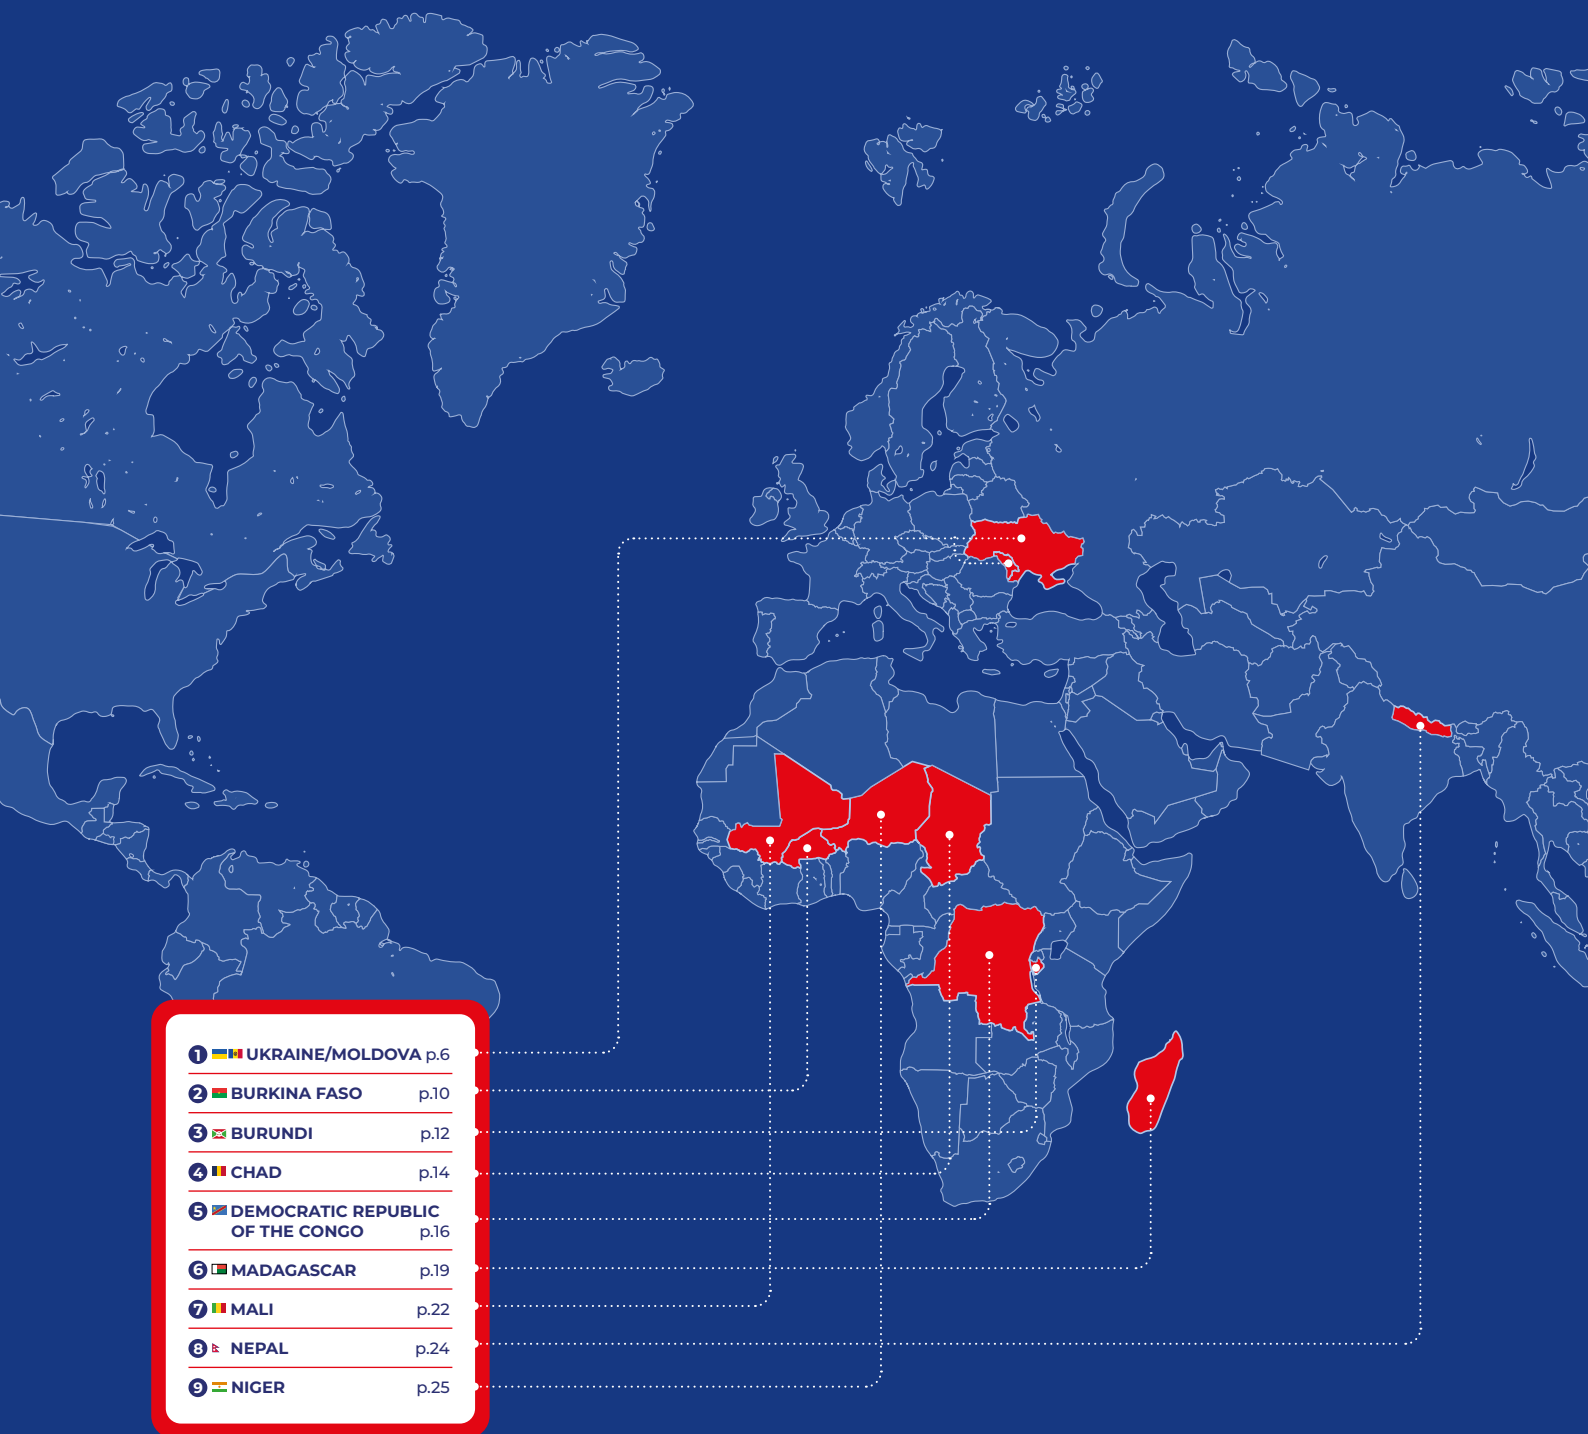 1 UKRAINE/MOLDOVA p.6
2 BURKINA FASO p.10
3 BURUNDI p.12
4 CHAD p.14
5 DEMOCRATIC REPUBLIC
OF THE CONGO p.16
6 MADAGASCAR p.19
7 MALI p.22
8 NEPAL p.24
9 NIGER p.25